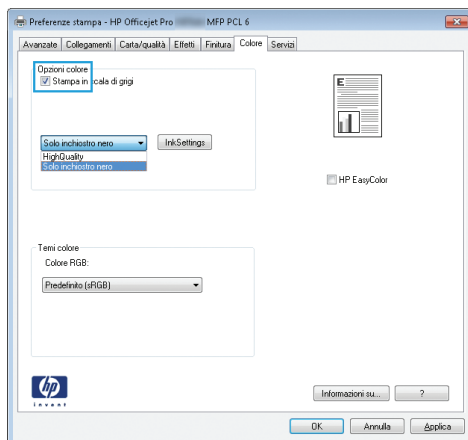 Preferenze stampa - HP Officejet Pro MFP PCL 6
Avanzate Collegamenti Carta/qualità Effetti Finitura Colore Servizi
Opzioni colore
Stampa in scala di grigi
E
Solo inchiostro nero InkSettings
HighQuality
Solo inchiostro nero
HP EasyColor
Temi colore
Colore RGB:
Predefinito (sRGB)
hp
invent
Informazioni su... ?
OK Annulla Applica